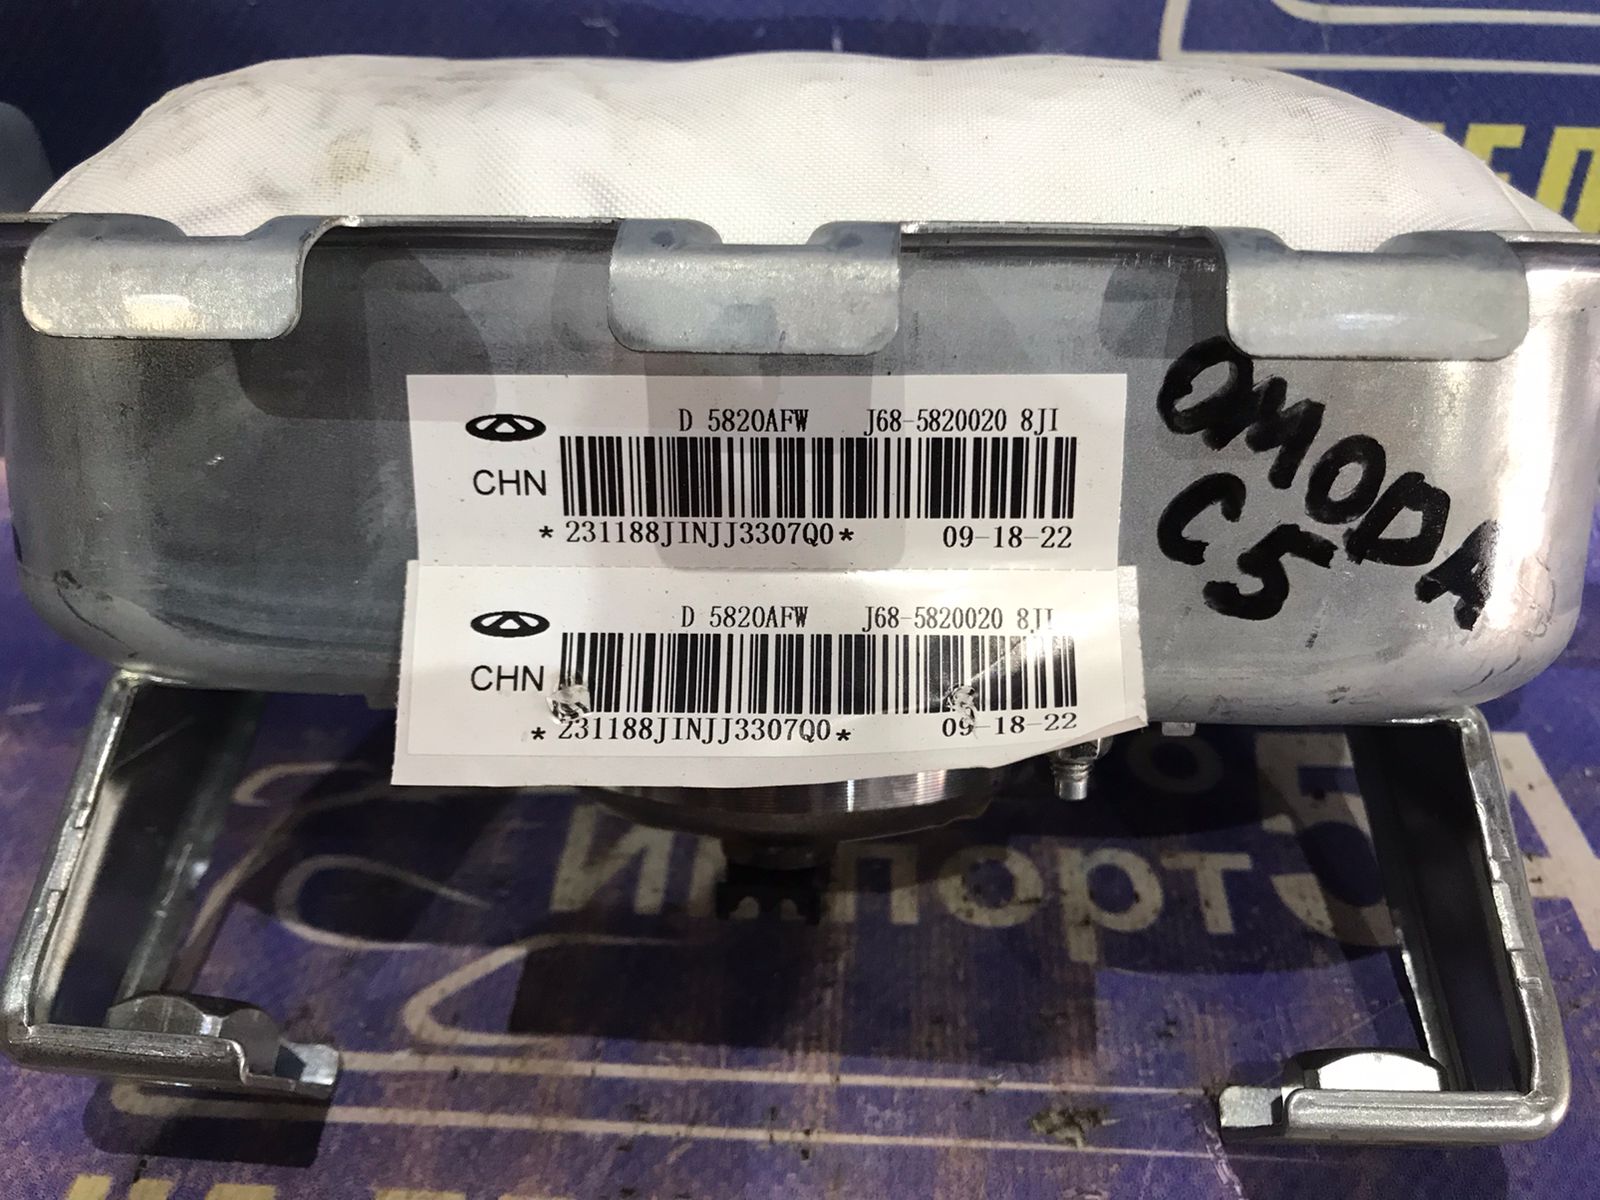 D 5820AFW J68-5820020 8JI
CHN
*231188JINJJ3307Q0* 09-18-22
D 5820AFW J68-5820020 8JI
CHN
*231188JINJJ3307Q0* 09-18-22
OMODA
C5
Импорт